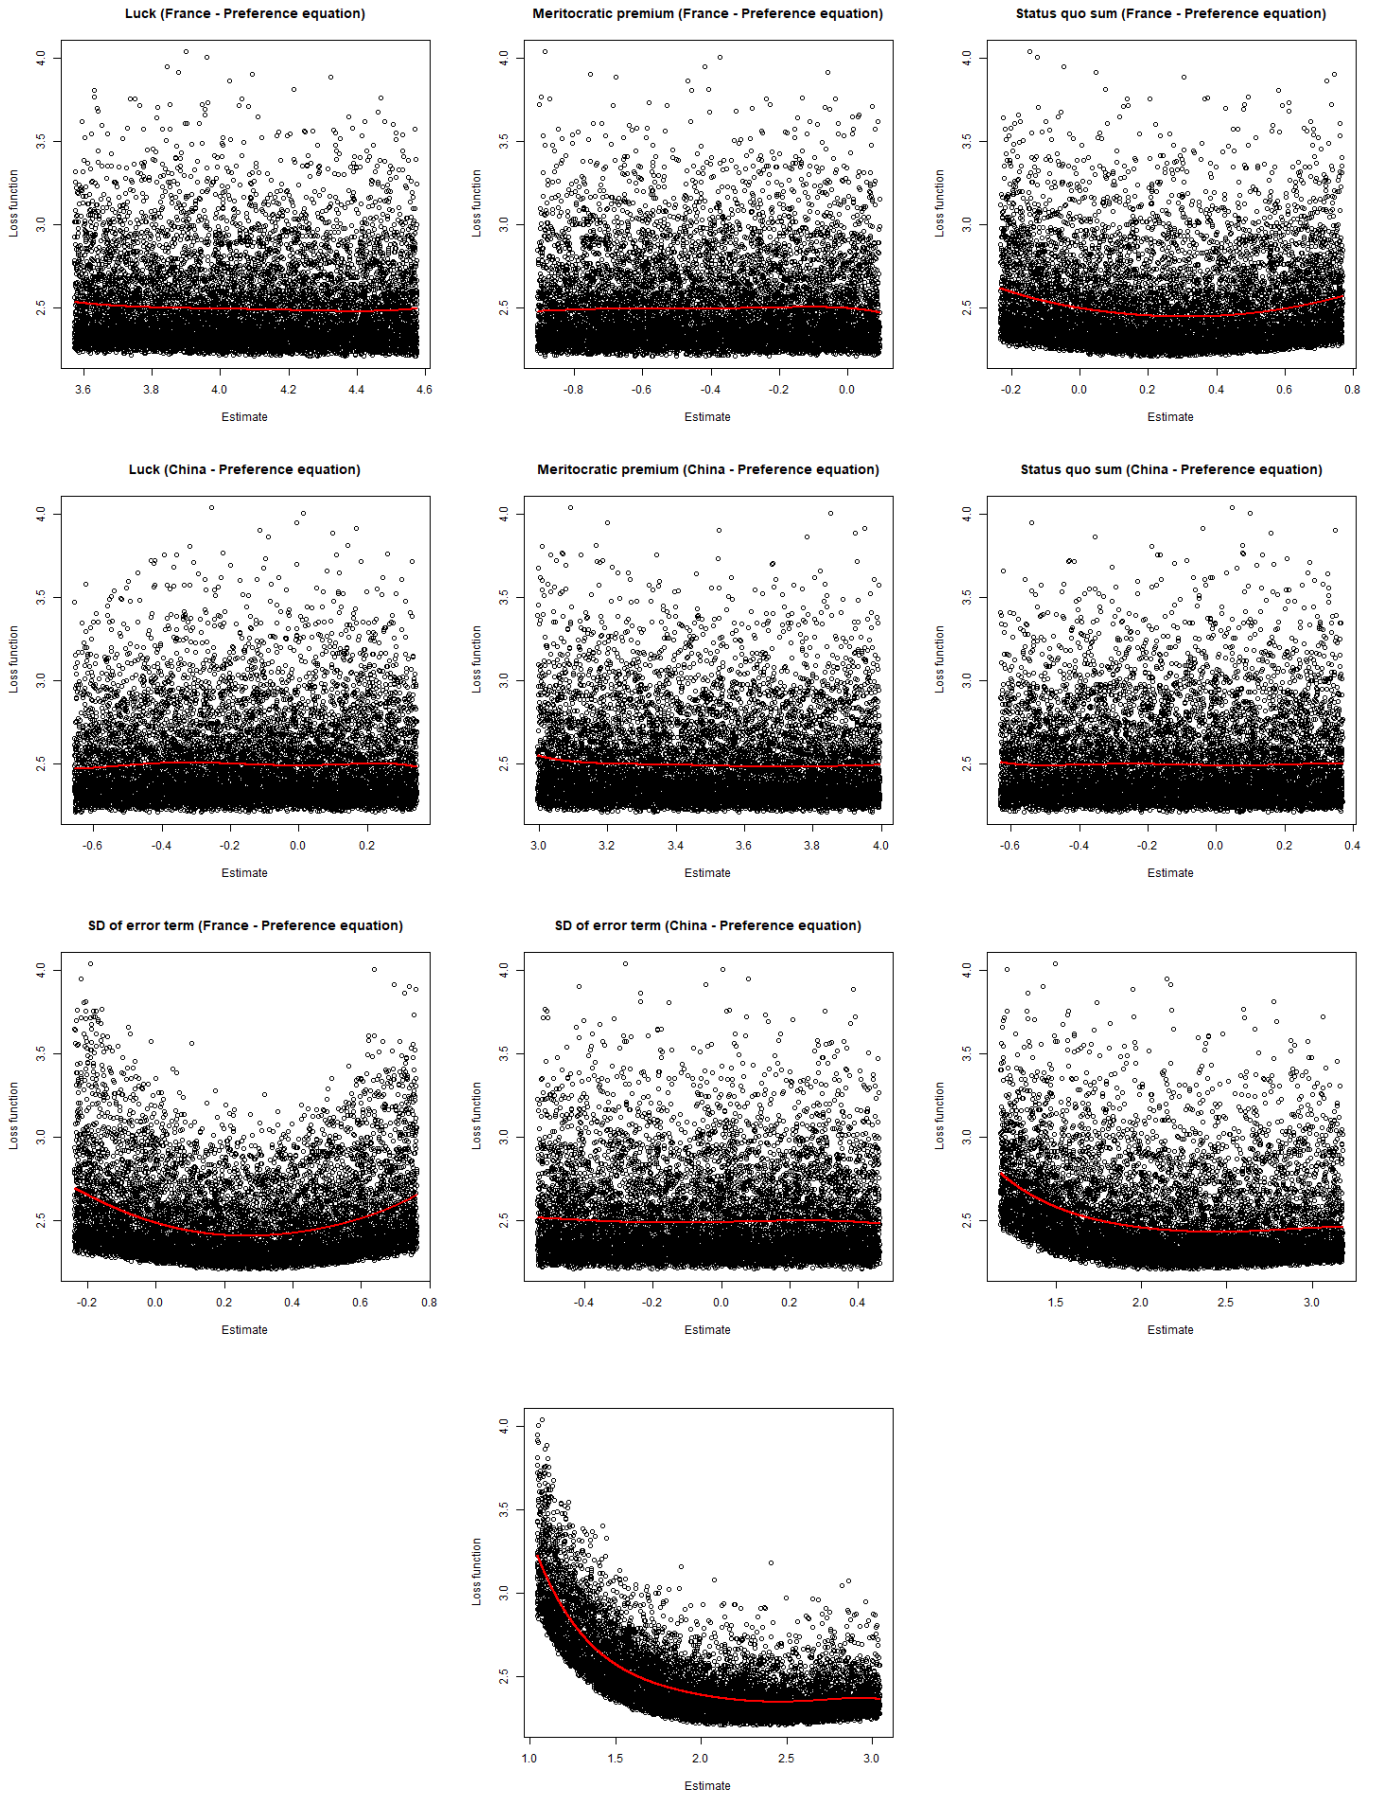 Luck (France - Preference equation)
Meritocratic premium (France - Preference equation)
Status quo sum (France - Preference equation)
Loss function
2.5 3.0 3.5 4.0
3.6 3.8 4.0 4.2 4.4 4.6
Estimate
Loss function
2.5 3.0 3.5 4.0
-0.8 -0.6 -0.4 -0.2 0.0
Estimate
Loss function
2.5 3.0 3.5 4.0
-0.2 0.0 0.2 0.4 0.6 0.8
Estimate
Luck (China - Preference equation)
Meritocratic premium (China - Preference equation)
Status quo sum (China - Preference equation)
Loss function
2.5 3.0 3.5 4.0
-0.6 -0.4 -0.2 0.0 0.2
Estimate
Loss function
2.5 3.0 3.5 4.0
3.0 3.2 3.4 3.6 3.8 4.0
Estimate
Loss function
2.5 3.0 3.5 4.0
-0.6 -0.4 -0.2 0.0 0.2 0.4
Estimate
SD of error term (France - Preference equation)
SD of error term (China - Preference equation)
Loss function
2.5 3.0 3.5 4.0
-0.2 0.0 0.2 0.4 0.6 0.8
Estimate
Loss function
2.5 3.0 3.5 4.0
-0.4 -0.2 0.0 0.2 0.4
Estimate
Loss function
2.5 3.0 3.5 4.0
1.5 2.0 2.5 3.0
Estimate
Loss function
2.5 3.0 3.5 4.0
1.0 1.5 2.0 2.5 3.0
Estimate